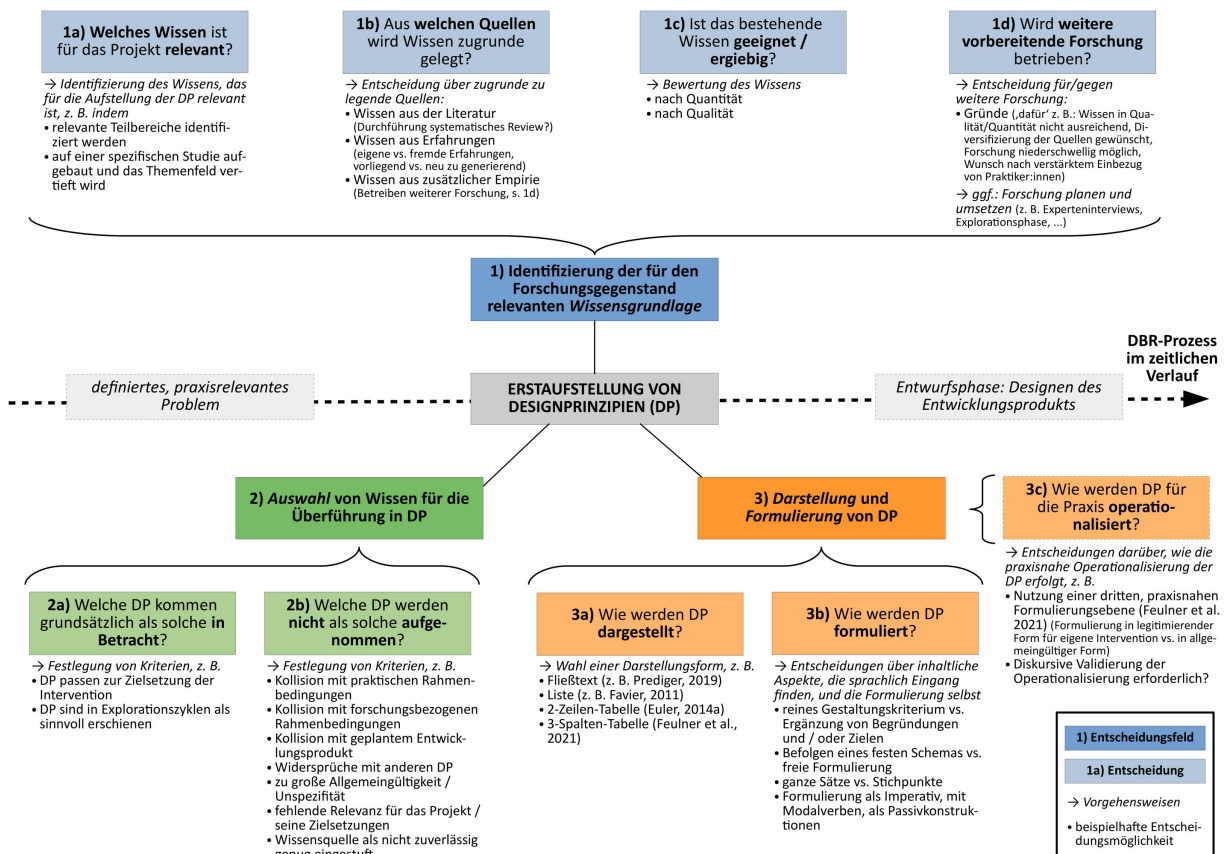 1a) Welches Wissen ist
für das Projekt relevant?
→ Identifizierung des Wissens, das
für die Aufstellung der DP relevant
ist, z. B. indem
• relevante Teilbereiche identifi-
ziert werden
• auf einer spezifischen Studie auf-
gebaut und das Themenfeld ver-
tieft wird
1b) Aus welchen Quellen
wird Wissen zugrunde
gelegt?
→ Entscheidung über zugrunde zu
legende Quellen:
• Wissen aus der Literatur
(Durchführung systematisches Review?)
• Wissen aus Erfahrungen
(eigene vs. fremde Erfahrungen,
vorliegend vs. neu zu generierend)
• Wissen aus zusätzlicher Empirie
(Betreiben weiterer Forschung, s. 1d)
1c) Ist das bestehende
Wissen geeignet /
ergiebig?
→ Bewertung des Wissens
• nach Quantität
• nach Qualität
1d) Wird weitere
vorbereitende Forschung
betrieben?
→ Entscheidung für/gegen
weitere Forschung:
• Gründe (‚dafür‘ z. B.: Wissen in Qua-
lität/Quantität nicht ausreichend, Di-
versifizierung der Quellen gewünscht,
Forschung niederschwellig möglich,
Wunsch nach verstärktem Einbezug
von Praktiker:innen)
→ ggf.: Forschung planen und
umsetzen (z. B. Experteninterviews,
Explorationsphase, ...)
1) Identifizierung der für den
Forschungsgegenstand
relevanten Wissensgrundlage
definiertes, praxisrelevantes
Problem
ERSTAUFSTELLUNG VON
DESIGNPRINZIPIEN (DP)
Entwurfsphase: Designen des
Entwicklungsprodukts
DBR-Prozess
im zeitlichen
Verlauf
2) Auswahl von Wissen für die
Überführung in DP
3) Darstellung und
Formulierung von DP
2a) Welche DP kommen
grundsätzlich als solche in
Betracht?
→ Festlegung von Kriterien, z. B.
• DP passen zur Zielsetzung der
Intervention
• DP sind in Explorationszyklen als
sinnvoll erschienen
2b) Welche DP werden
nicht als solche aufge-
nommen?
→ Festlegung von Kriterien, z. B.
• Kollision mit praktischen Rahmen-
bedingungen
• Kollision mit forschungsbezogenen
Rahmenbedingungen
• Kollision mit geplantem Entwick-
lungsprodukt
• Widersprüche mit anderen DP
• zu große Allgemeingültigkeit /
Unspezifität
• fehlende Relevanz für das Projekt /
seine Zielsetzungen
• Wissensquelle als nicht zuverlässig
genug eingestuft
3a) Wie werden DP
dargestellt?
→ Wahl einer Darstellungsform, z. B.
• Fließtext (z. B. Prediger, 2019)
• Liste (z. B. Favier, 2011)
• 2-Zeilen-Tabelle (Euler, 2014a)
• 3-Spalten-Tabelle (Feulner et al.,
2021)
3b) Wie werden DP
formuliert?
→ Entscheidungen über inhaltliche
Aspekte, die sprachlich Eingang
finden, und die Formulierung selbst
• reines Gestaltungskriterium vs.
Ergänzung von Begründungen
und / oder Zielen
• Befolgen eines festen Schemas vs.
freie Formulierung
• ganze Sätze vs. Stichpunkte
• Formulierung als Imperativ, mit
Modalverben, als Passivkonstruk-
tionen
3c) Wie werden DP für
die Praxis operatio-
nalisiert?
→ Entscheidungen darüber, wie die
praxisnahe Operationalisierung der
DP erfolgt, z. B.
• Nutzung einer dritten, praxisnahen
Formulierungsebene (Feulner et al.
2021) (Formulierung in legitimierender
Form für eigene Intervention vs. in allge-
meingültiger Form)
• Diskursive Validierung der
Operationalisierung erforderlich?
1) Entscheidungsfeld
1a) Entscheidung
→ Vorgehensweisen
• beispielhafte Entschei-
dungsmöglichkeit